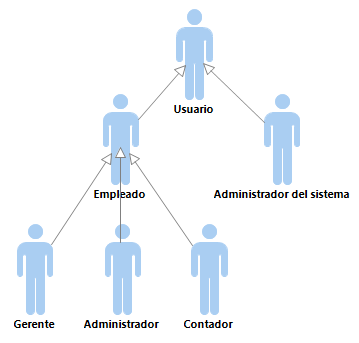 Usuario
Empleado
Administrador del sistema
Gerente
Administrador
Contador